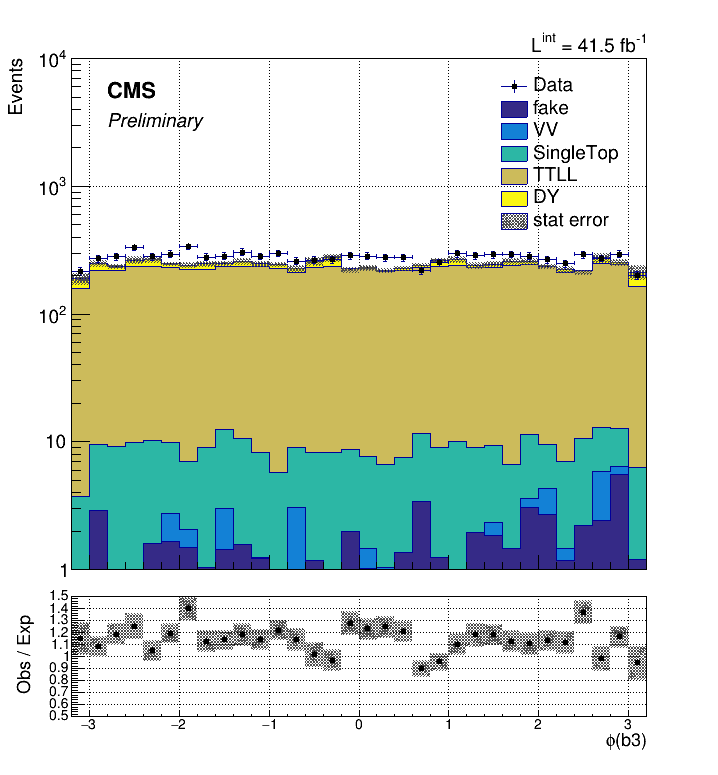 L^int = 41.5 fb^-1
Events
10^4
10^3
10^2
10
1
CMS
Preliminary
Data
fake
VV
SingleTop
TTLL
DY
stat error
Obs / Exp
1.5
1.4
1.3
1.2
1.1
1
0.9
0.8
0.7
0.6
0.5
−3 −2 −1 0 1 2 3
ϕ(b3)